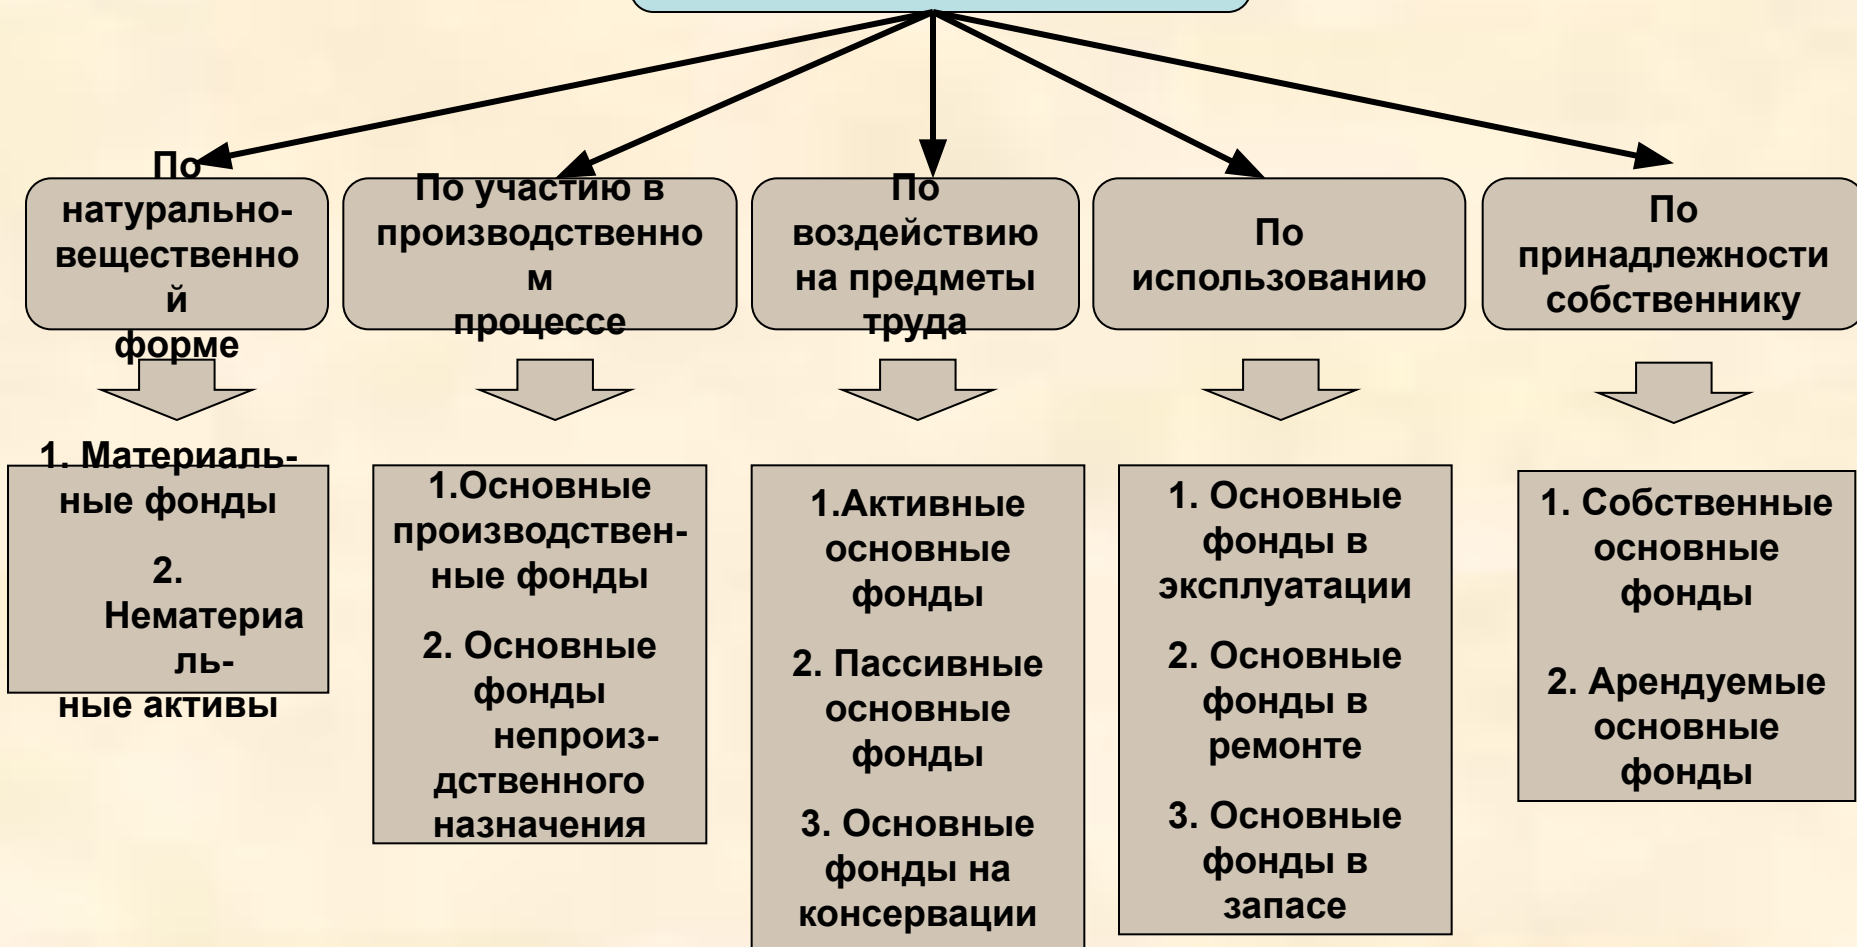 По
натурально-
вещественно
й
форме
По участию в
производственно
м
процессе
По
воздействию
на предметы
труда
По
использованию
По
принадлежности
собственнику
1. Материаль-
ные фонды
2.
Нематериа
ль-
ные активы
1.Основные
производствен-
ные фонды
2. Основные
фонды
непроиз-
дственного
назначения
1.Активные
основные
фонды
2. Пассивные
основные
фонды
3. Основные
фонды на
консервации
1. Основные
фонды в
эксплуатации
2. Основные
фонды в
ремонте
3. Основные
фонды в
запасе
1. Собственные
основные
фонды
2. Арендуемые
основные
фонды